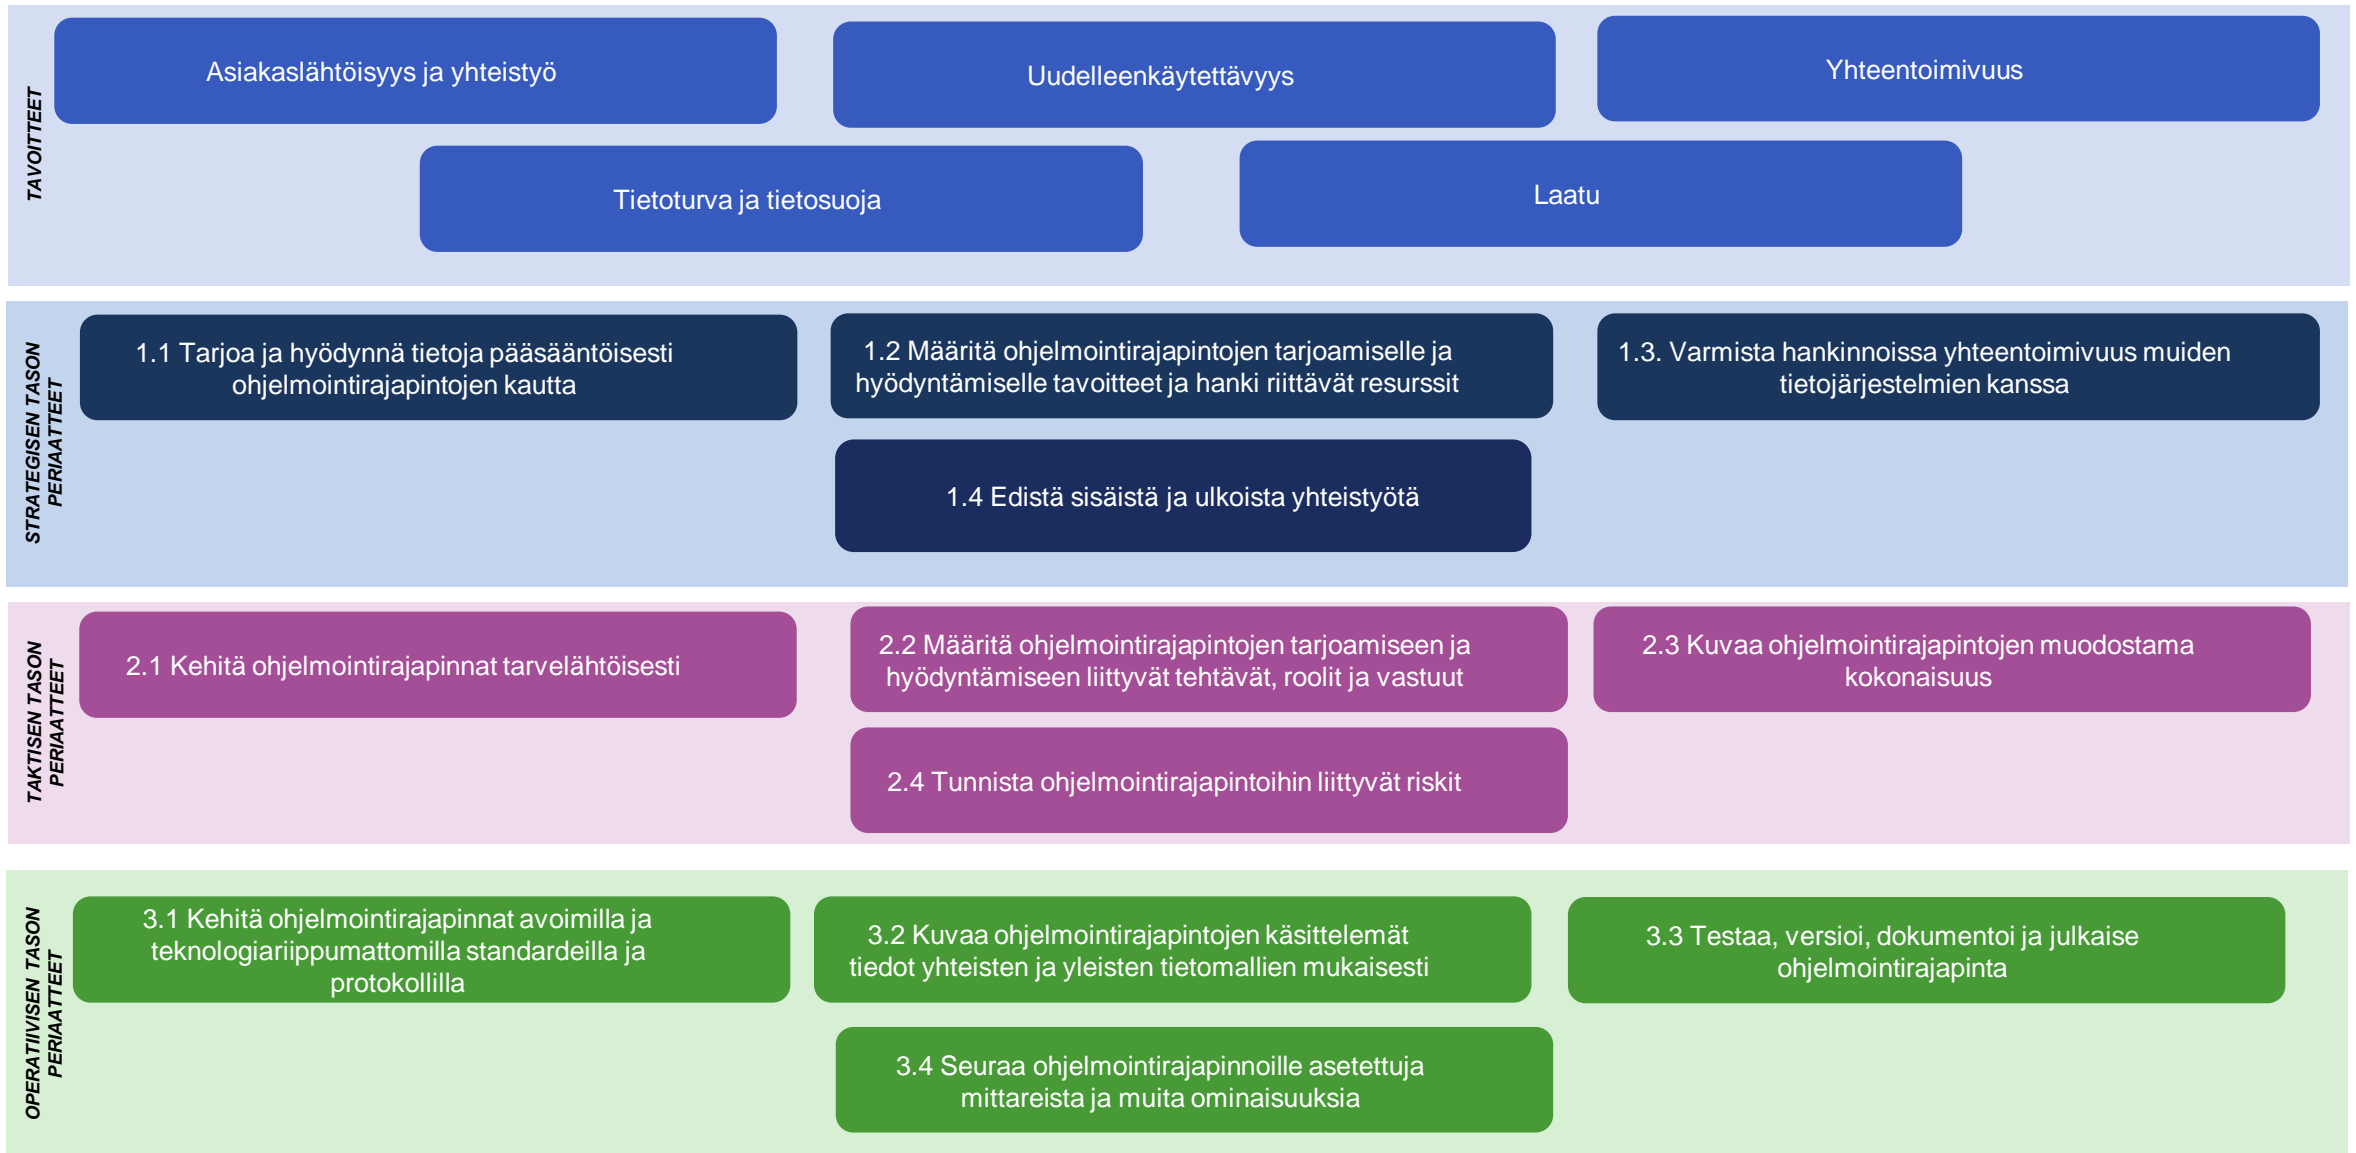 TAVOITTEET
Asiakaslähtöisyys ja yhteistyö
Uudelleenkäytettävyys
Yhteentoimivuus
Tietoturva ja tietosuoja
Laatu
STRATEGISEN TASON
PERIAATTEET
1.1 Tarjoa ja hyödynnä tietoja pääsääntöisesti
ohjelmointirajapintojen kautta
1.2 Määritä ohjelmointirajapintojen tarjoamiselle ja
hyödyntämiselle tavoitteet ja hanki riittävät resurssit
1.3. Varmista hankinnoissa yhteentoimivuus muiden
tietojärjestelmien kanssa
1.4 Edistä sisäistä ja ulkoista yhteistyötä
TAKTISEN TASON
PERIAATTEET
2.1 Kehitä ohjelmointirajapinnat tarvelähtöisesti
2.2 Määritä ohjelmointirajapintojen tarjoamiseen ja
hyödyntämiseen liittyvät tehtävät, roolit ja vastuut
2.3 Kuvaa ohjelmointirajapintojen muodostama
kokonaisuus
2.4 Tunnista ohjelmointirajapintoihin liittyvät riskit
OPERATIIVISEN TASON
PERIAATTEET
3.1 Kehitä ohjelmointirajapinnat avoimilla ja
teknologiariippumattomilla standardeilla ja
protokollilla
3.2 Kuvaa ohjelmointirajapintojen käsittelemät
tiedot yhteisten ja yleisten tietomallien mukaisesti
3.3 Testaa, versioi, dokumentoi ja julkaise
ohjelmointirajapinta
3.4 Seuraa ohjelmointirajapinnoille asetettuja
mittareista ja muita ominaisuuksia